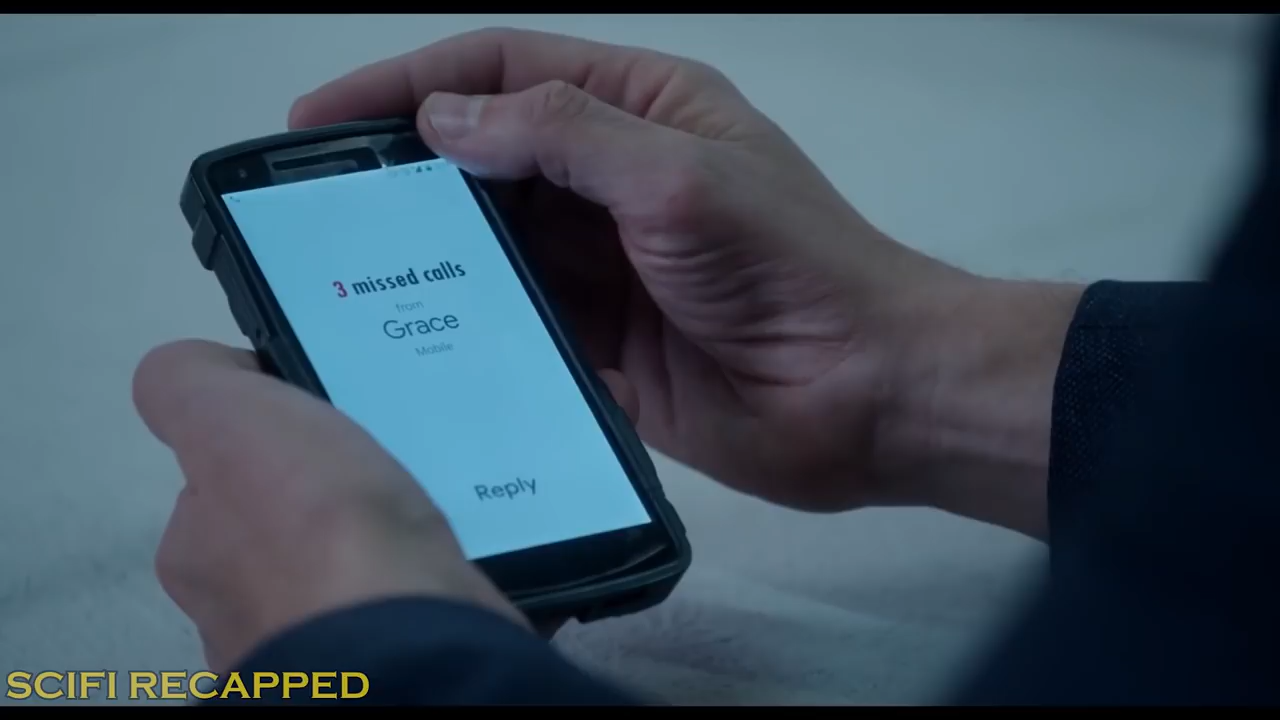 3 missed calls
from
Grace
Mobile
Reply
SCIFI RECAPPED